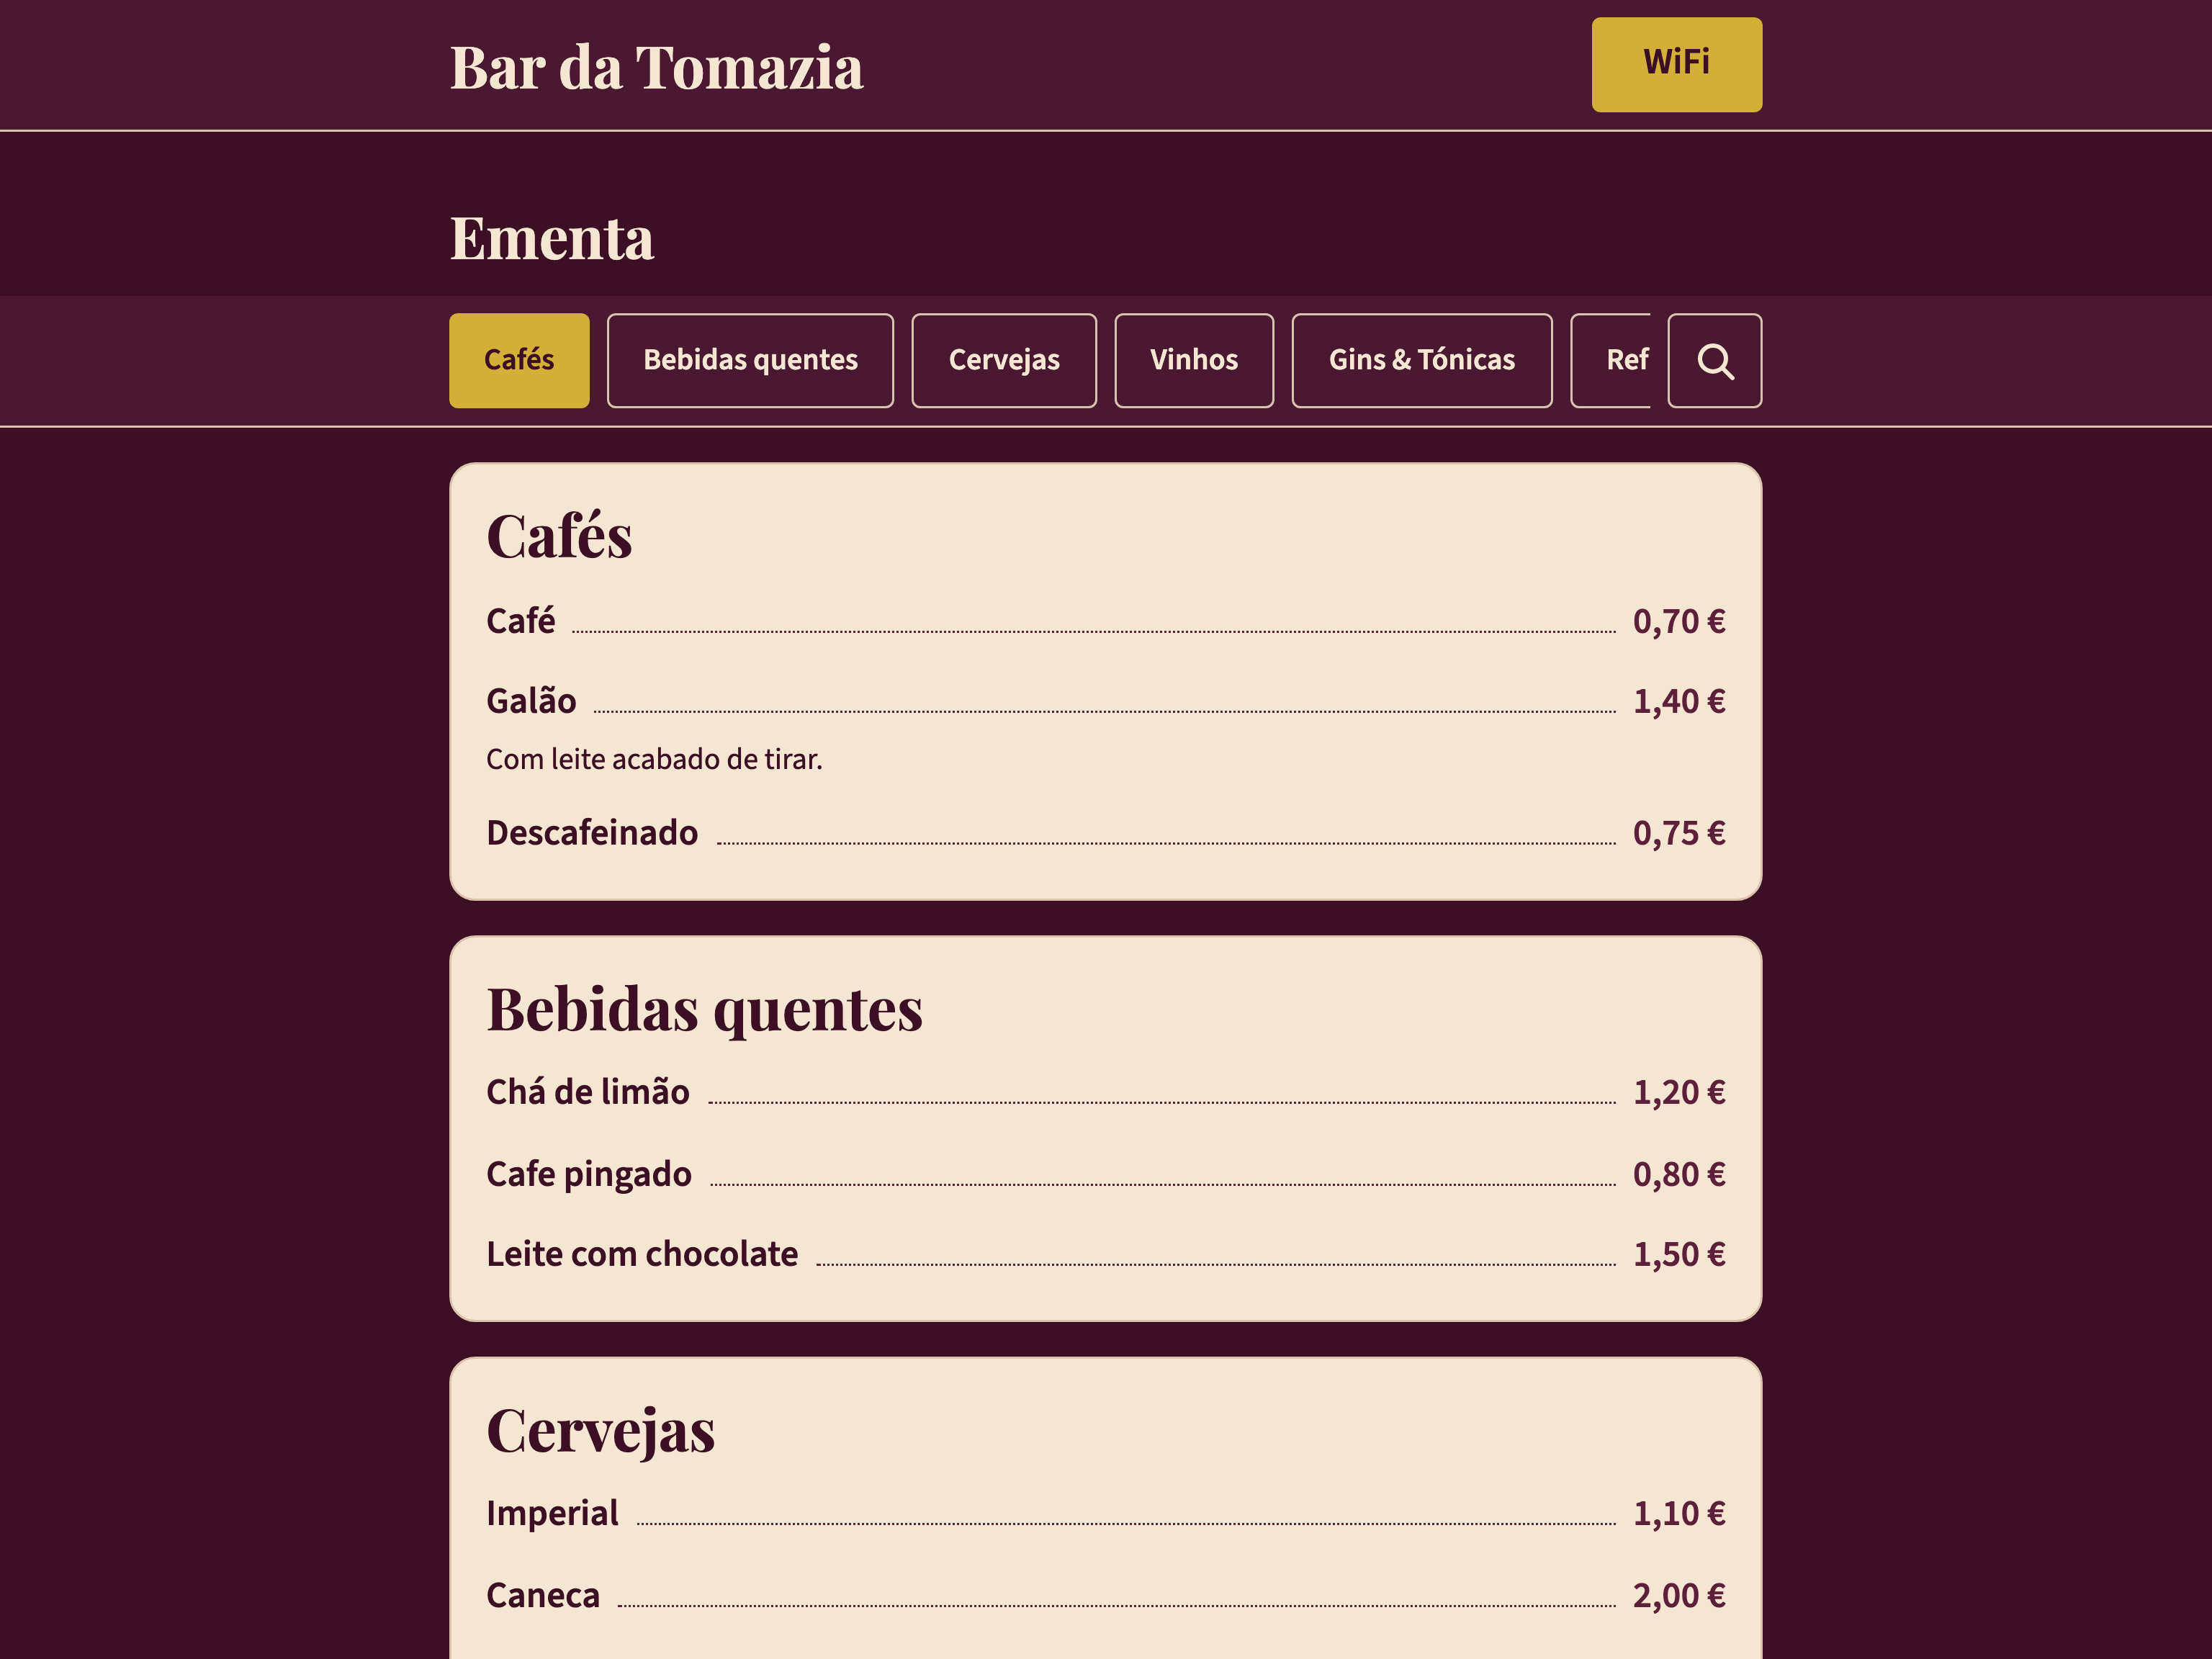 Bar da Tomazia
WiFi
Ementa
Cafés
Bebidas quentes
Cervejas
Vinhos
Gins & Tónicas
Ref
Cafés
Café 0,70 €
Galão 1,40 €
Com leite acabado de tirar.
Descafeinado 0,75 €
Bebidas quentes
Chá de limão 1,20 €
Cafe pingado 0,80 €
Leite com chocolate 1,50 €
Cervejas
Imperial 1,10 €
Caneca 2,00 €